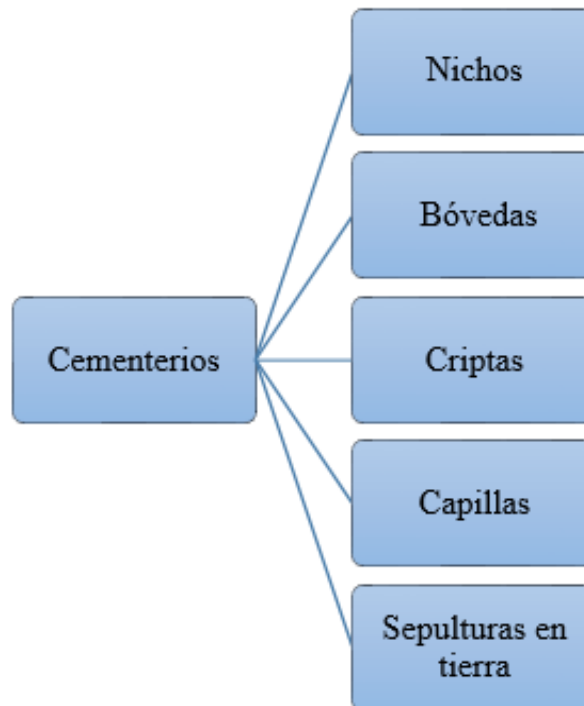 Nichos
Bóvedas
Cementerios
Criptas
Capillas
Sepulturas en
tierra